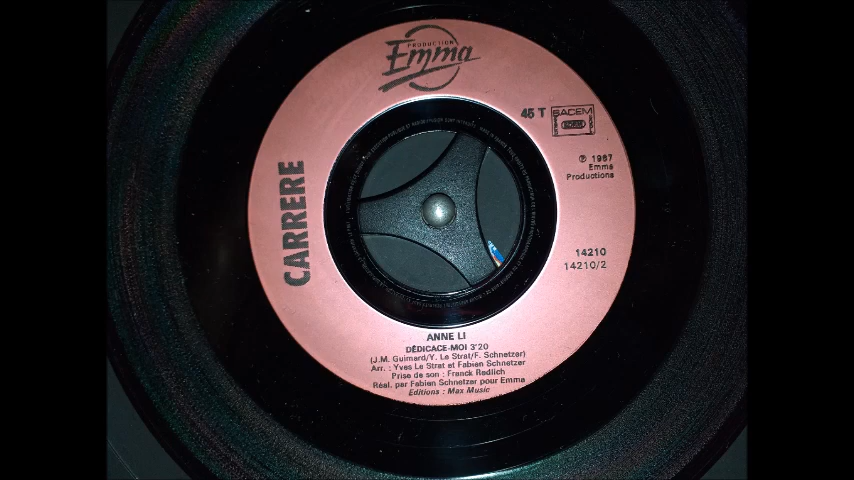 PRODUCTION
Emma
45 T
SACEM
SDRM
℗ 1987
Emma
Productions
CARRERE
14210
14210/2
ANNE LI
DÉDICACE-MOI 3'20
(J.M. Guimard/Y. Le Strat/F. Schnetzer)
Arr. : Yves Le Strat et Fabien Schnetzer
Prise de son : Franck Redlich
Réal. par Fabien Schnetzer pour Emma
Editions : Max Music